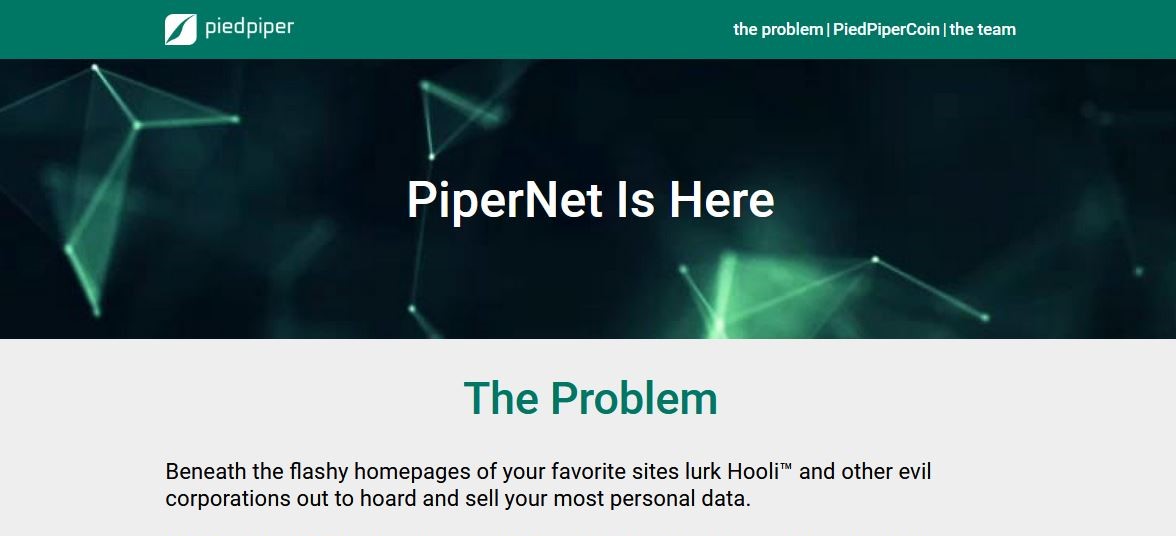 piedpiper
the problem | PiedPiperCoin | the team
PiperNet Is Here
The Problem
Beneath the flashy homepages of your favorite sites lurk Hooli™ and other evil
corporations out to hoard and sell your most personal data.